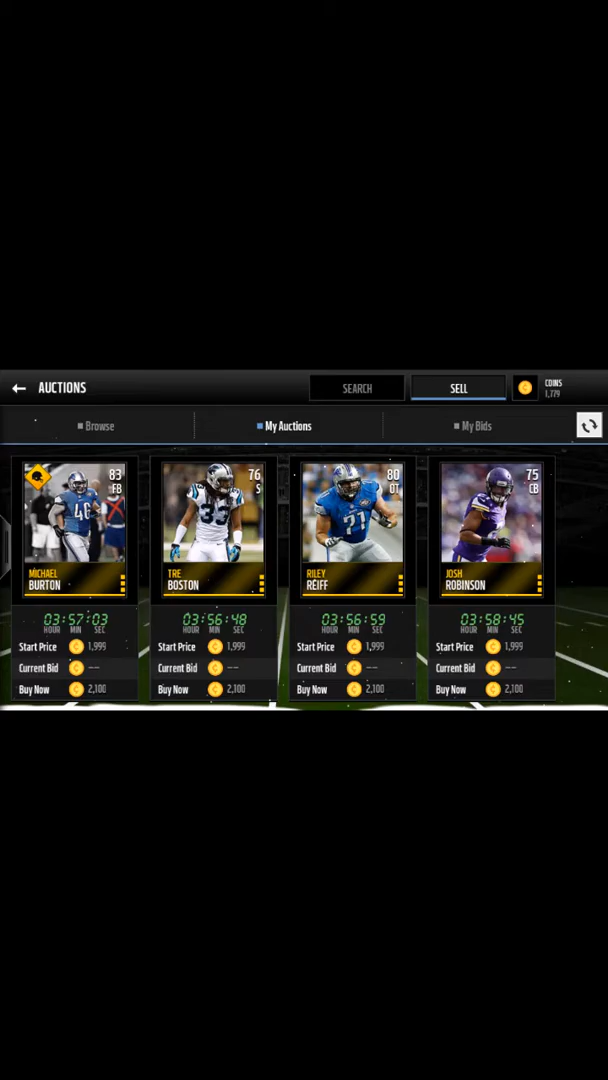 AUCTIONS
SEARCH
SELL
COINS
1,779
Browse
My Auctions
My Bids
83
FB
MICHAEL
BURTON
03:57:03
HOUR MIN SEC
Start Price 1,999
Current Bid --
Buy Now 2,100
76
S
TRE
BOSTON
03:56:48
HOUR MIN SEC
Start Price 1,999
Current Bid --
Buy Now 2,100
80
OT
RILEY
REIFF
03:56:59
HOUR MIN SEC
Start Price 1,999
Current Bid --
Buy Now 2,100
75
CB
JOSH
ROBINSON
03:58:45
HOUR MIN SEC
Start Price 1,999
Current Bid --
Buy Now 2,100